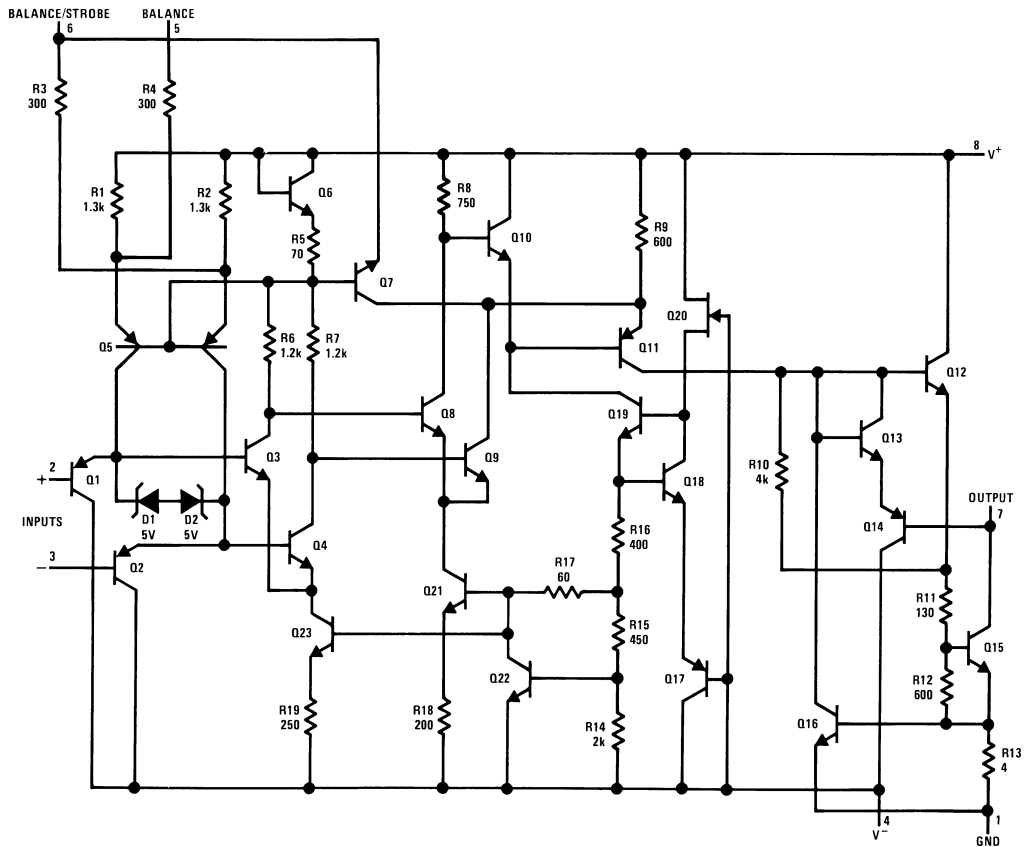 BALANCE/STROBE BALANCE
6 5
R3
300
R4
300
8 V+
R1
1.3k
R2
1.3k
Q6
R8
750
Q10
R9
600
R5
70
Q7
Q20
Q5
R6
1.2k
R7
1.2k
Q11
Q12
Q8
Q19
Q13
2
+
Q1
Q3
Q9
Q18
R10
4k
INPUTS
D1
5V
D2
5V
OUTPUT
7
Q14
3
−
Q2
Q4
R16
400
R17
60
Q21
R11
130
Q23
R15
450
Q15
Q22
Q17
R12
600
R19
250
R18
200
R14
2k
Q16
R13
4
4
V−
1
GND